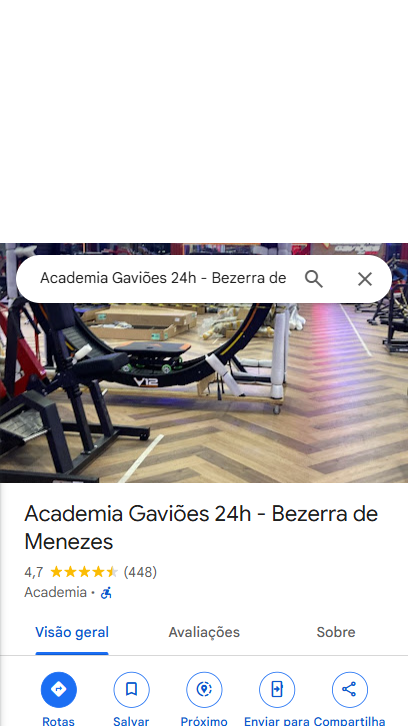 Academia Gaviões 24h - Bezerra de
V12
Academia Gaviões 24h - Bezerra de
Menezes
4,7 (448)
Academia ·
Visão geral Avaliações Sobre
Rotas Salvar Próximo Enviar para Compartilha